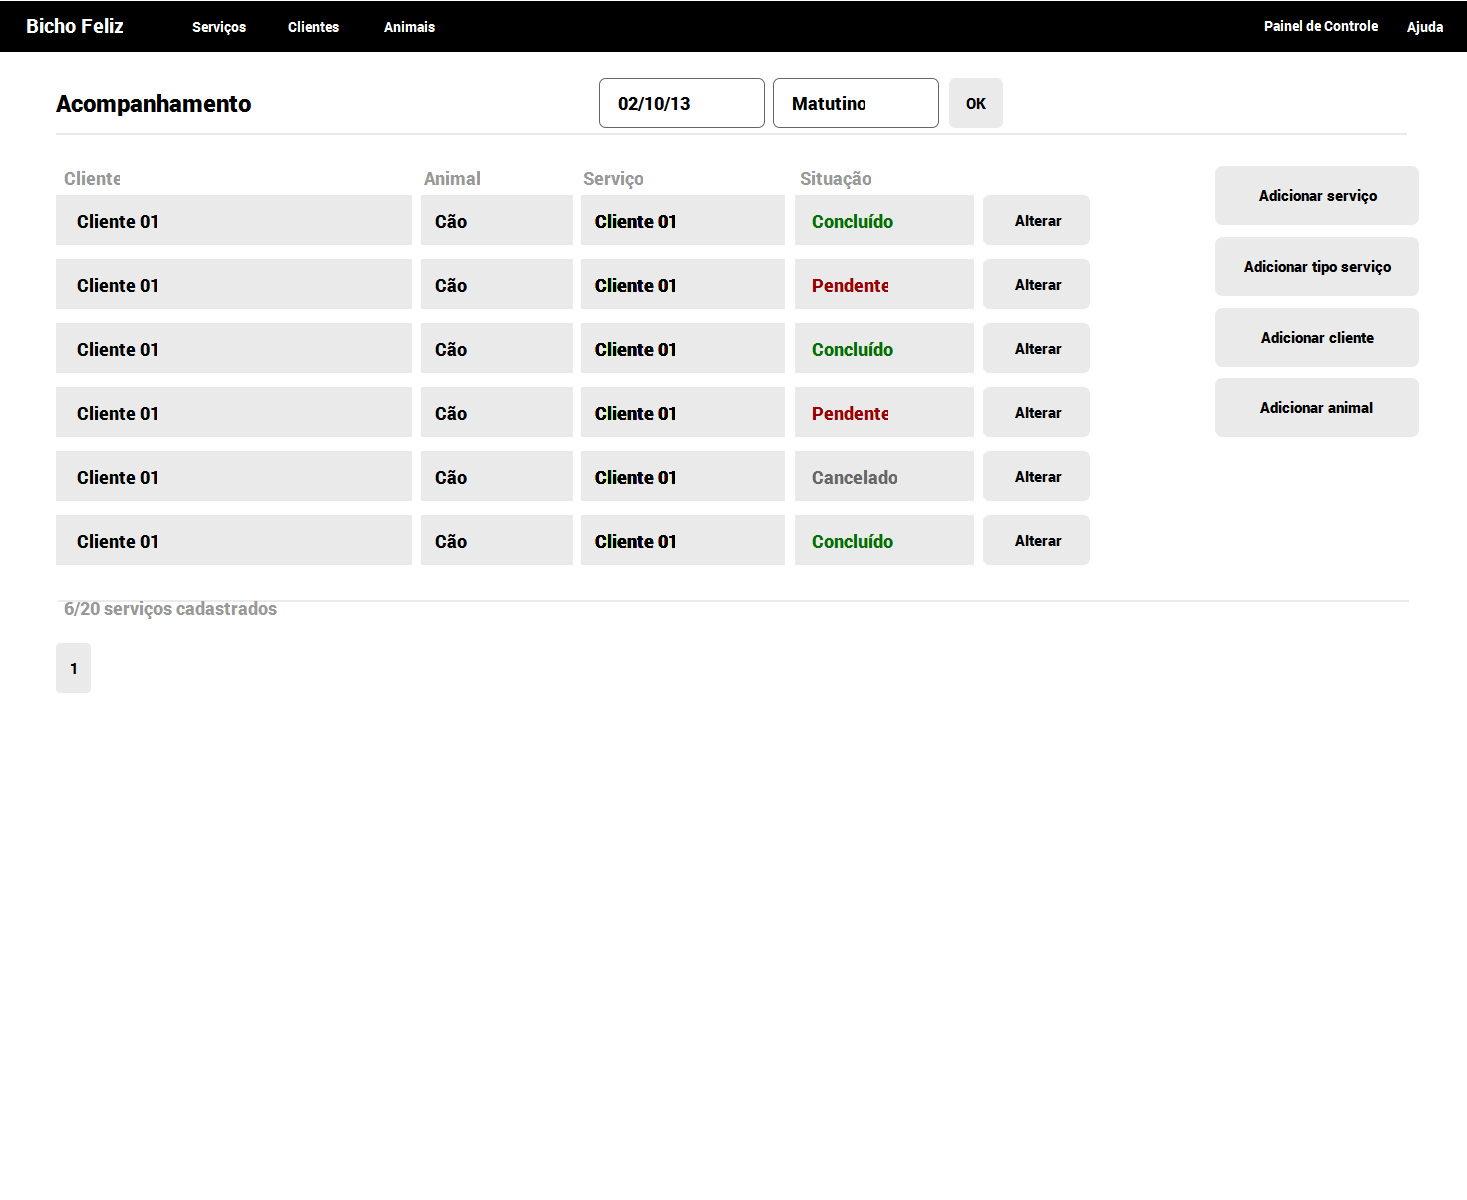 Bicho Feliz Serviços Clientes Animais Painel de Controle Ajuda
Acompanhamento 02/10/13 Matutino OK
Cliente Animal Serviço Situação
Cliente 01 Cão Cliente 01 Concluído Alterar
Cliente 01 Cão Cliente 01 Pendente Alterar
Cliente 01 Cão Cliente 01 Concluído Alterar
Cliente 01 Cão Cliente 01 Pendente Alterar
Cliente 01 Cão Cliente 01 Cancelado Alterar
Cliente 01 Cão Cliente 01 Concluído Alterar
Adicionar serviço
Adicionar tipo serviço
Adicionar cliente
Adicionar animal
6/20 serviços cadastrados
1